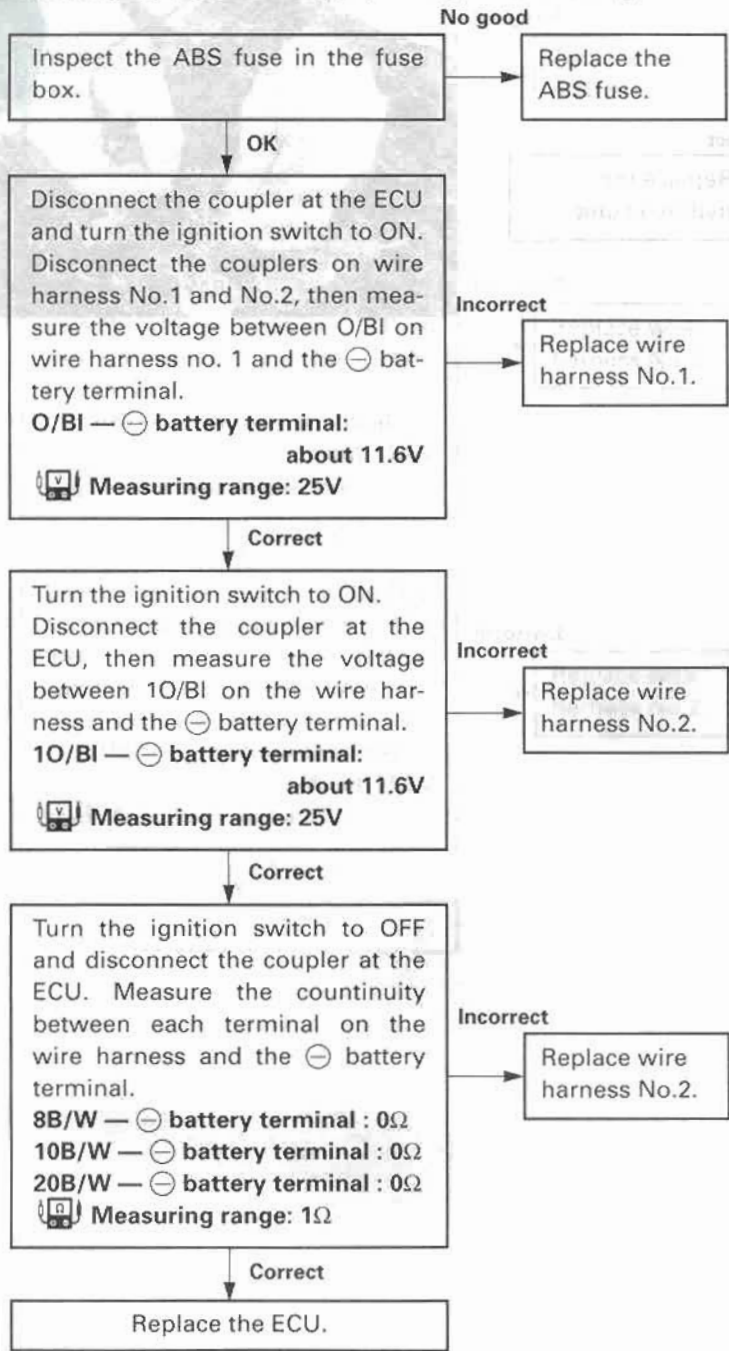 No good
Inspect the ABS fuse in the fuse
box.
Replace the
ABS fuse.
OK
Disconnect the coupler at the ECU
and turn the ignition switch to ON.
Disconnect the couplers on wire
harness No.1 and No.2, then mea-
sure the voltage between O/Bl on
wire harness no. 1 and the ⊖ bat-
tery terminal.
O/Bl — ⊖ battery terminal:
about 11.6V
V Measuring range: 25V
Incorrect
Replace wire
harness No.1.
Correct
Turn the ignition switch to ON.
Disconnect the coupler at the
ECU, then measure the voltage
between 1O/Bl on the wire har-
ness and the ⊖ battery terminal.
1O/Bl — ⊖ battery terminal:
about 11.6V
V Measuring range: 25V
Incorrect
Replace wire
harness No.2.
Correct
Turn the ignition switch to OFF
and disconnect the coupler at the
ECU. Measure the countinuity
between each terminal on the
wire harness and the ⊖ battery
terminal.
8B/W — ⊖ battery terminal : 0Ω
10B/W — ⊖ battery terminal : 0Ω
20B/W — ⊖ battery terminal : 0Ω
Ω Measuring range: 1Ω
Incorrect
Replace wire
harness No.2.
Correct
Replace the ECU.